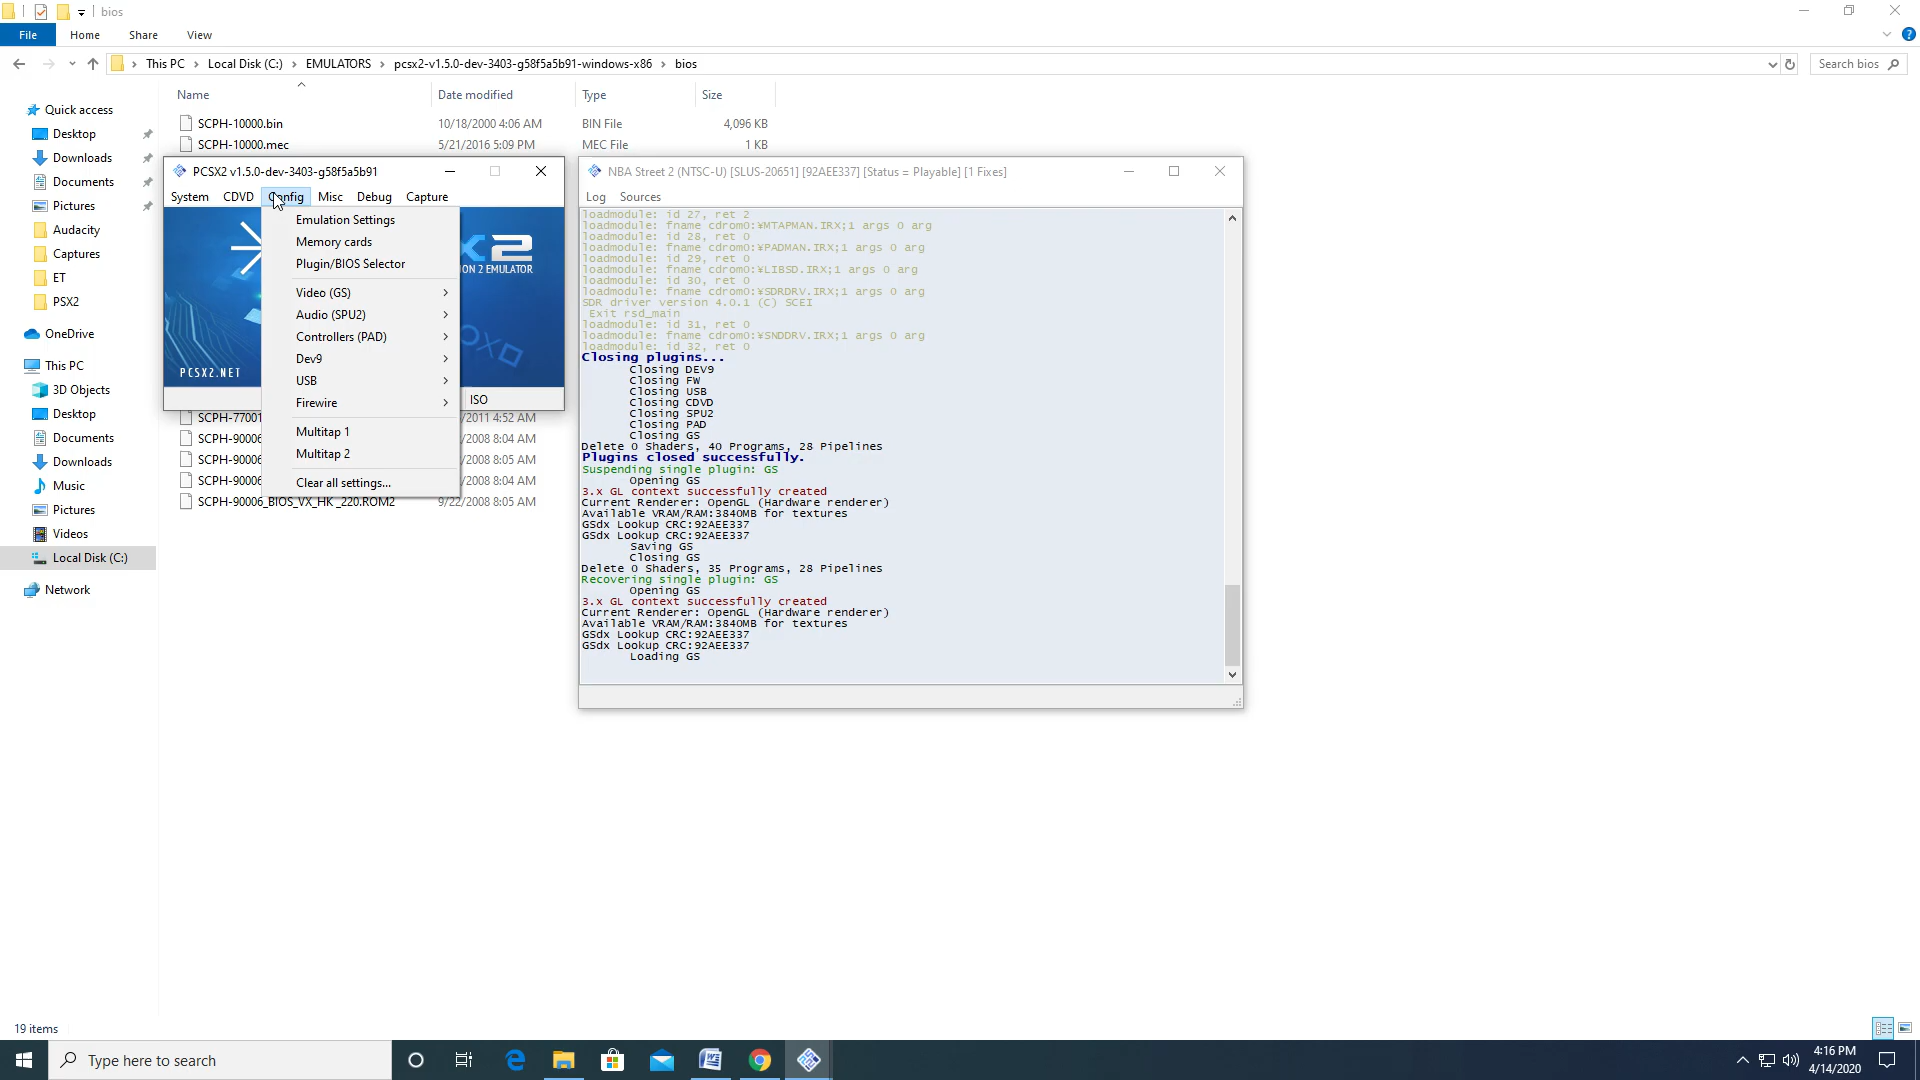 bios
File
Home
Share
View
This PC > Local Disk (C:) > EMULATORS > pcsx2-v1.5.0-dev-3403-g58f5a5b91-windows-x86 > bios
Search bios
Name
Date modified
Type
Size
SCPH-10000.bin 10/18/2000 4:06 AM BIN File 4,096 KB
SCPH-10000.mec 5/21/2016 5:09 PM MEC File 1 KB
Quick access
Desktop
Downloads
Documents
Pictures
Audacity
Captures
ET
PSX2
OneDrive
This PC
3D Objects
Desktop
Documents
Downloads
Music
Pictures
Videos
Local Disk (C:)
Network
PCSX2 v1.5.0-dev-3403-g58f5a5b91
System CDVD Config Misc Debug Capture
Emulation Settings
Memory cards
Plugin/BIOS Selector
Video (GS)
Audio (SPU2)
Controllers (PAD)
Dev9
USB
Firewire
Multitap 1
Multitap 2
Clear all settings...
X2
ION 2 EMULATOR
PCSX2.NET
ISO
SCPH-77001 /2011 4:52 AM
SCPH-90006 /2008 8:04 AM
SCPH-90006 /2008 8:05 AM
SCPH-90006 /2008 8:04 AM
SCPH-90006_BIOS_VX_HK_220.ROM2 9/22/2008 8:05 AM
NBA Street 2 (NTSC-U) [SLUS-20651] [92AEE337] [Status = Playable] [1 Fixes]
Log Sources
loadmodule: id 27, ret 2
loadmodule: fname cdrom0:¥MTAPMAN.IRX;1 args 0 arg
loadmodule: id 28, ret 0
loadmodule: fname cdrom0:¥PADMAN.IRX;1 args 0 arg
loadmodule: id 29, ret 0
loadmodule: fname cdrom0:¥LIBSD.IRX;1 args 0 arg
loadmodule: id 30, ret 0
loadmodule: fname cdrom0:¥SDRDRV.IRX;1 args 0 arg
SDR driver version 4.0.1 (C) SCEI
Exit rsd_main
loadmodule: id 31, ret 0
loadmodule: fname cdrom0:¥SNDDRV.IRX;1 args 0 arg
loadmodule: id 32, ret 0
Closing plugins...
Closing DEV9
Closing FW
Closing USB
Closing CDVD
Closing SPU2
Closing PAD
Closing GS
Delete 0 Shaders, 40 Programs, 28 Pipelines
Plugins closed successfully.
Suspending single plugin: GS
Opening GS
3.x GL context successfully created
Current Renderer: OpenGL (Hardware renderer)
Available VRAM/RAM:3840MB for textures
GSdx Lookup CRC:92AEE337
GSdx Lookup CRC:92AEE337
Saving GS
Closing GS
Delete 0 Shaders, 35 Programs, 28 Pipelines
Recovering single plugin: GS
Opening GS
3.x GL context successfully created
Current Renderer: OpenGL (Hardware renderer)
Available VRAM/RAM:3840MB for textures
GSdx Lookup CRC:92AEE337
GSdx Lookup CRC:92AEE337
Loading GS
19 items
Type here to search
4:16 PM
4/14/2020